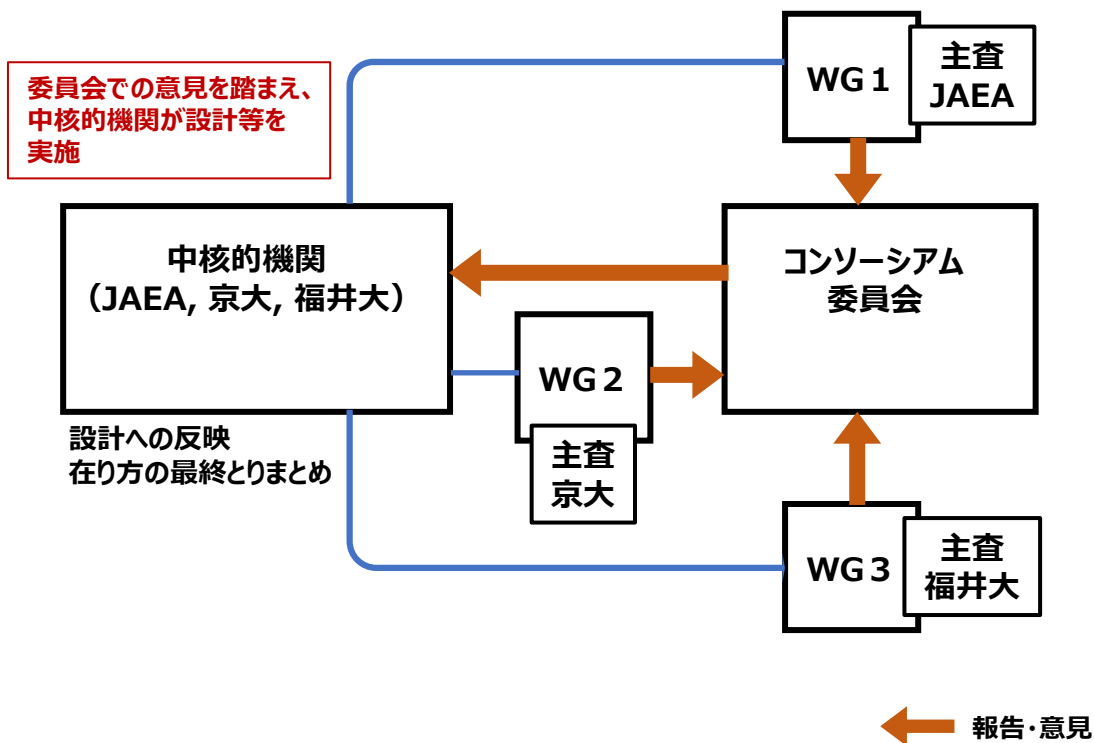 委員会での意見を踏まえ、
中核的機関が設計等を
実施
WG1
主査
JAEA
中核的機関
（JAEA, 京大, 福井大）
コンソーシアム
委員会
WG2
主査
京大
設計への反映
在り方の最終とりまとめ
WG3
主査
福井大
報告・意見